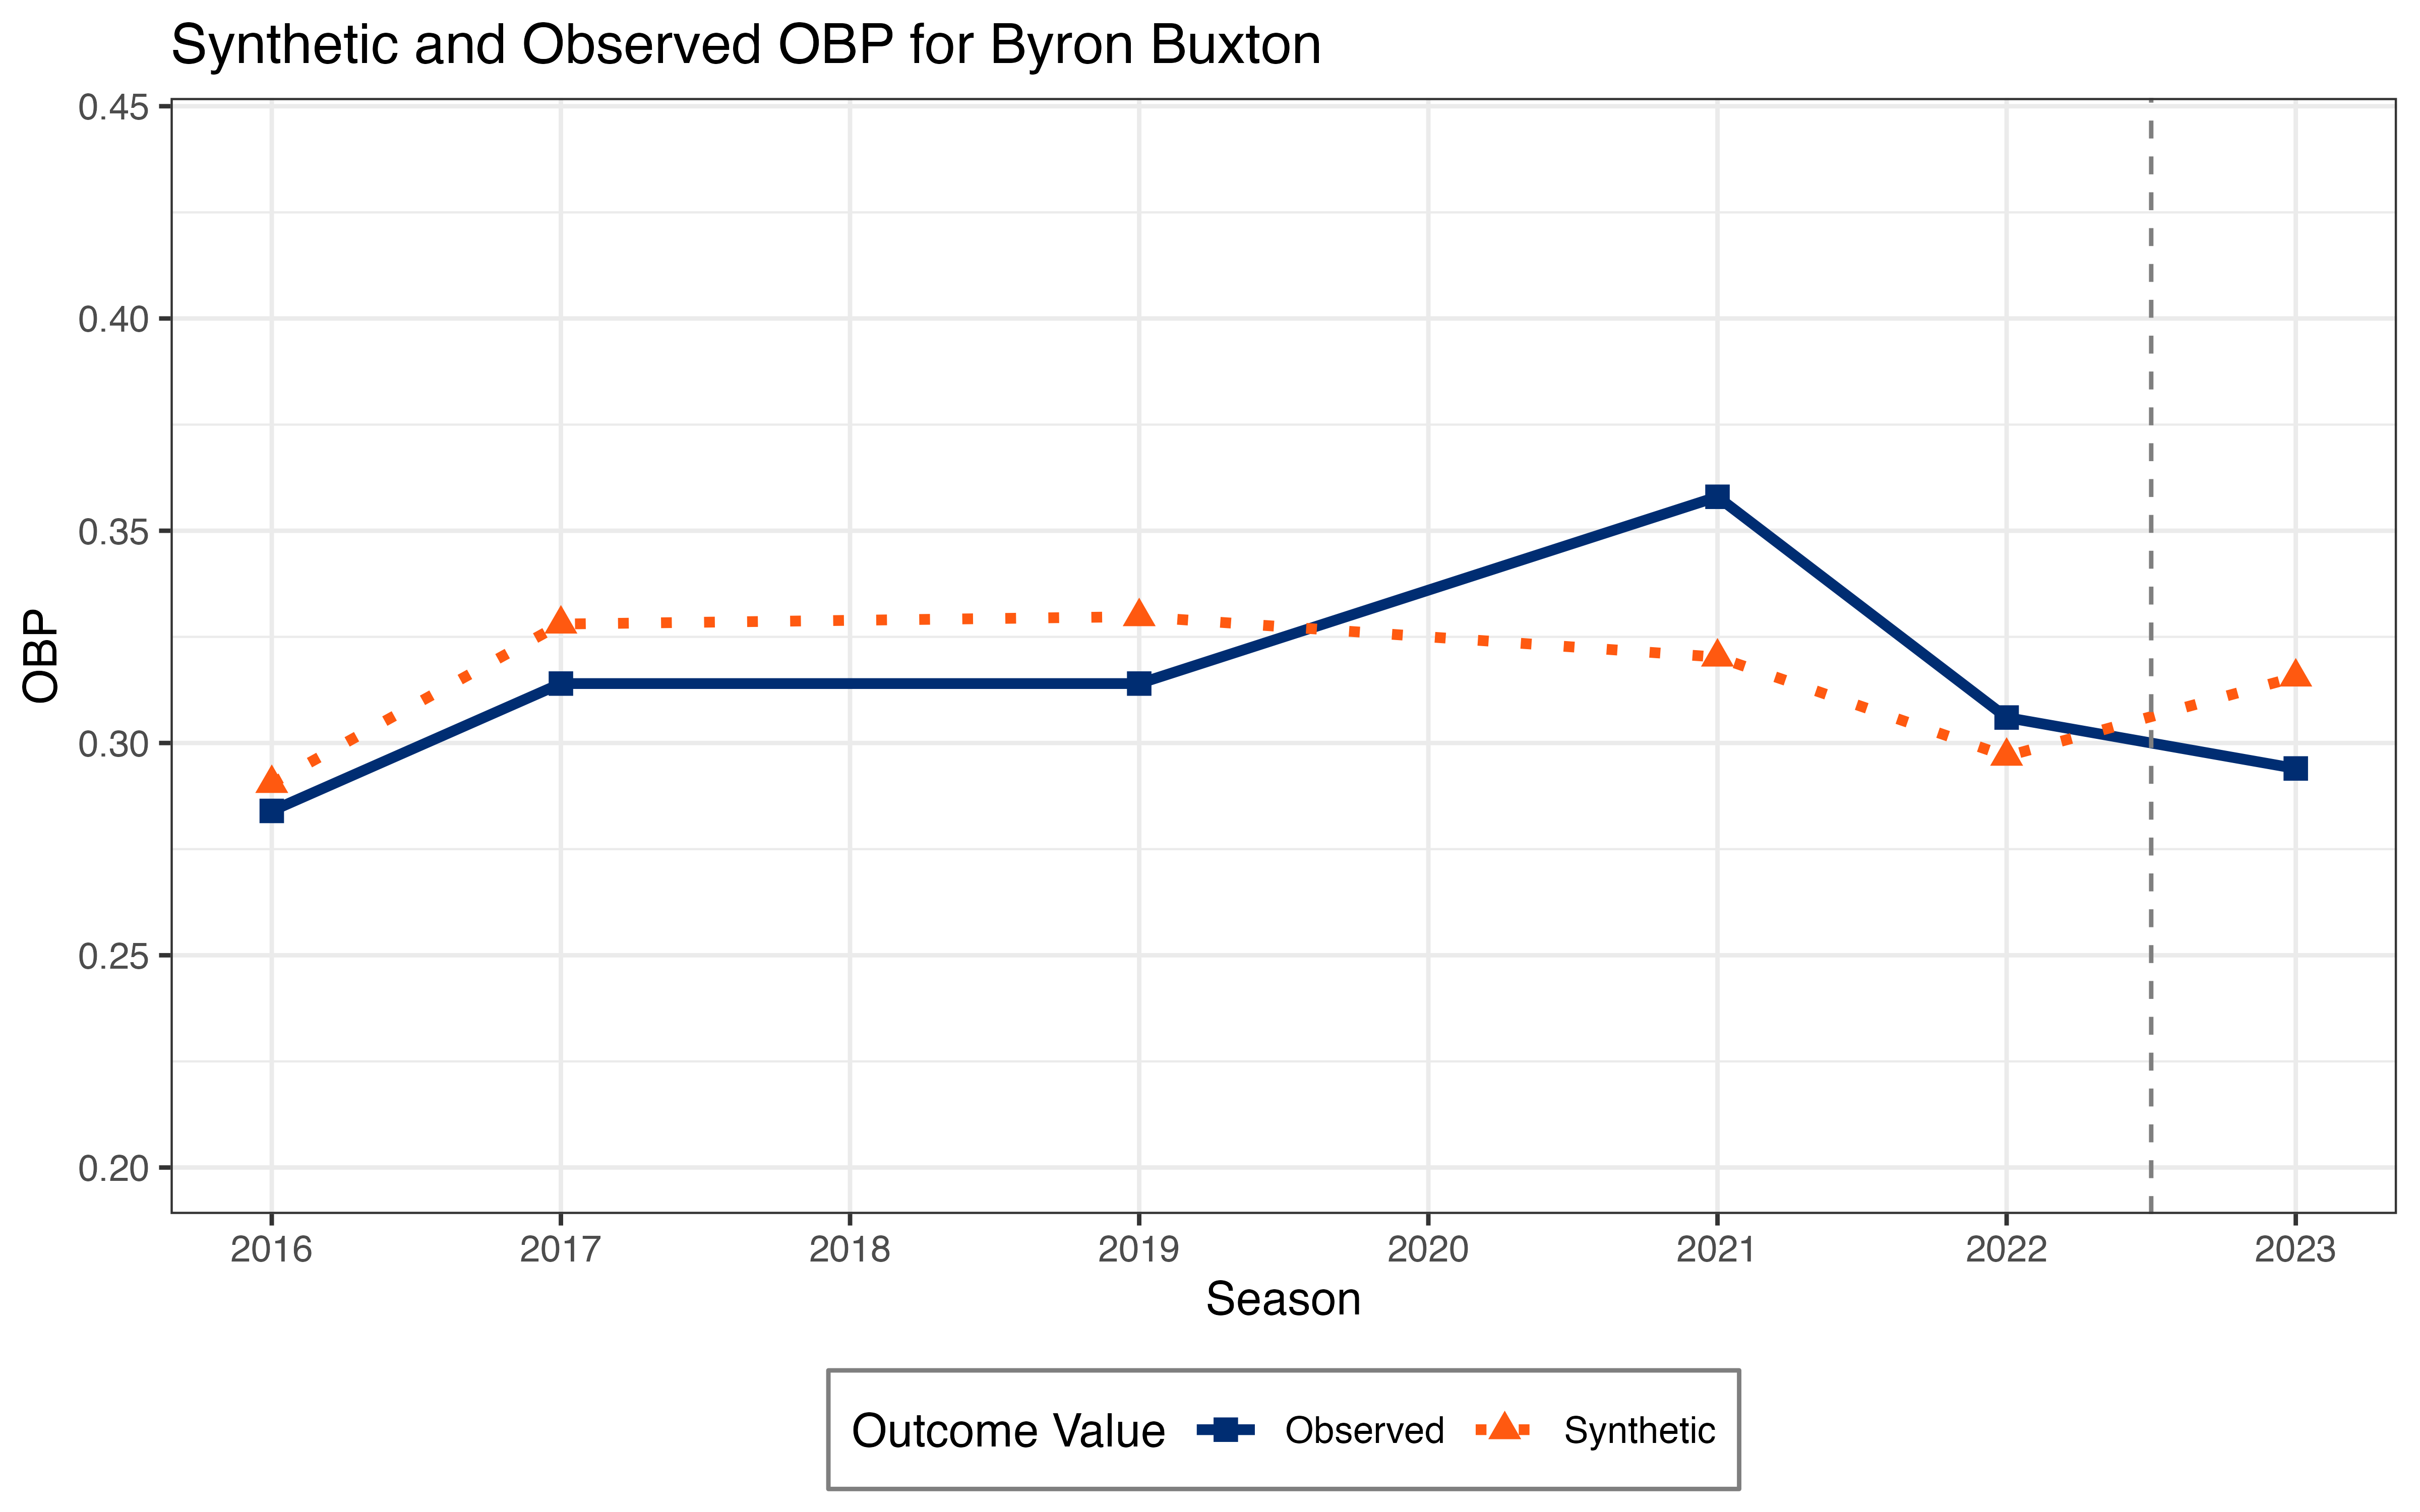 Synthetic and Observed OBP for Byron Buxton
0.45
0.40
0.35
0.30
0.25
0.20
OBP
2016 2017 2018 2019 2020 2021 2022 2023
Season
Outcome Value Observed Synthetic